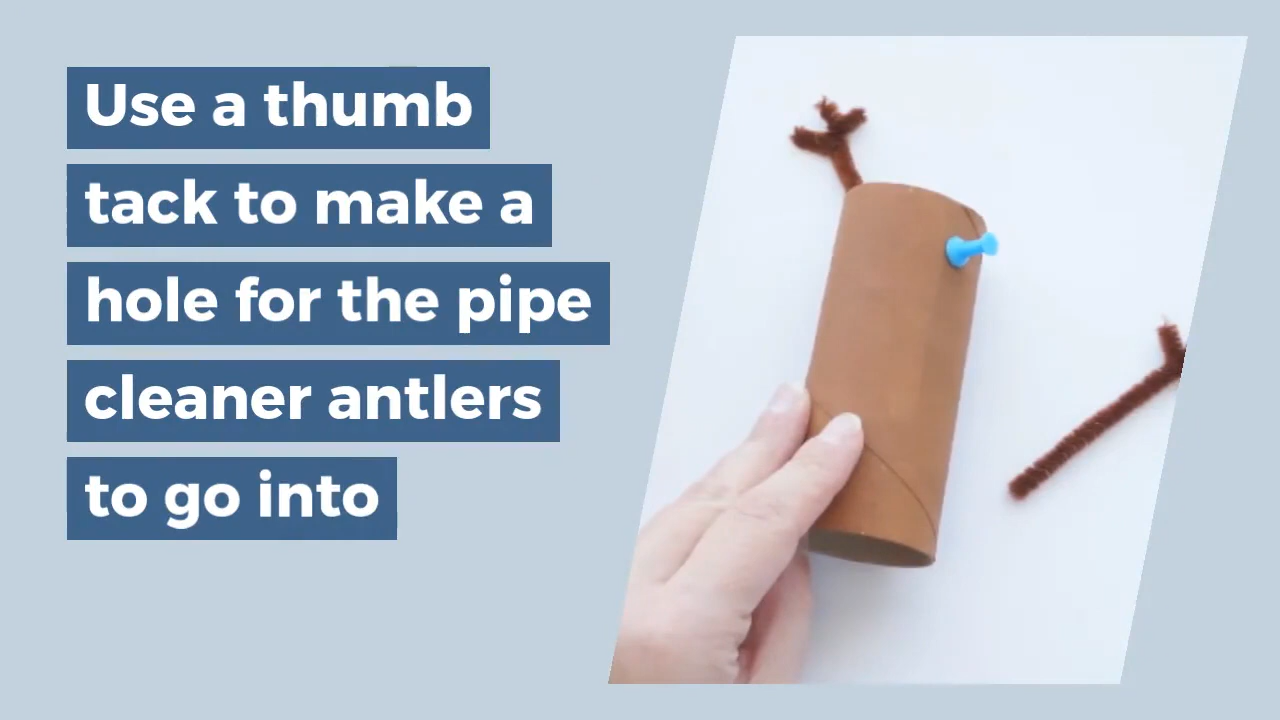 Use a thumb
tack to make a
hole for the pipe
cleaner antlers
to go into